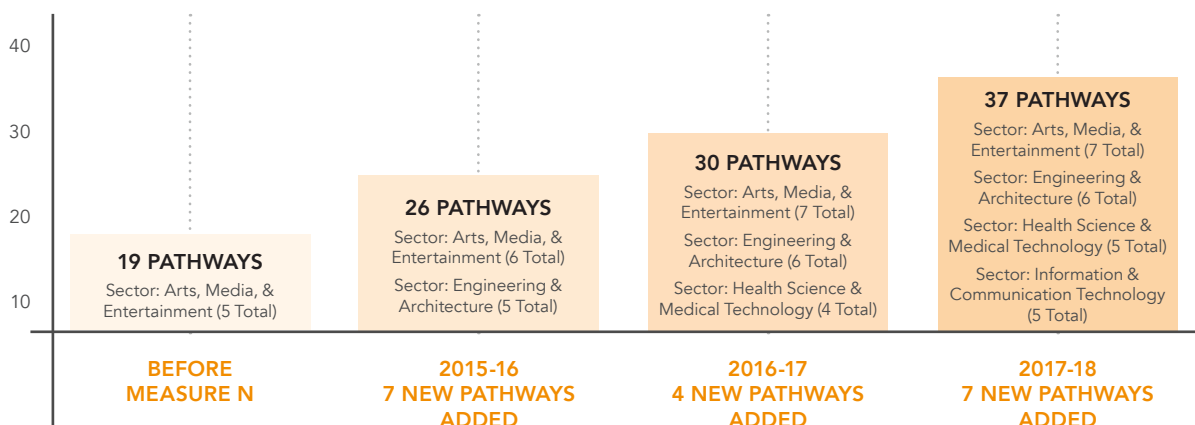 40
30
20
10
19 PATHWAYS
Sector: Arts, Media, &
Entertainment (5 Total)
26 PATHWAYS
Sector: Arts, Media, &
Entertainment (6 Total)
Sector: Engineering &
Architecture (5 Total)
30 PATHWAYS
Sector: Arts, Media, &
Entertainment (7 Total)
Sector: Engineering &
Architecture (6 Total)
Sector: Health Science &
Medical Technology (4 Total)
37 PATHWAYS
Sector: Arts, Media, &
Entertainment (7 Total)
Sector: Engineering &
Architecture (6 Total)
Sector: Health Science &
Medical Technology (5 Total)
Sector: Information &
Communication Technology
(5 Total)
BEFORE
MEASURE N
2015-16
7 NEW PATHWAYS
ADDED
2016-17
4 NEW PATHWAYS
ADDED
2017-18
7 NEW PATHWAYS
ADDED